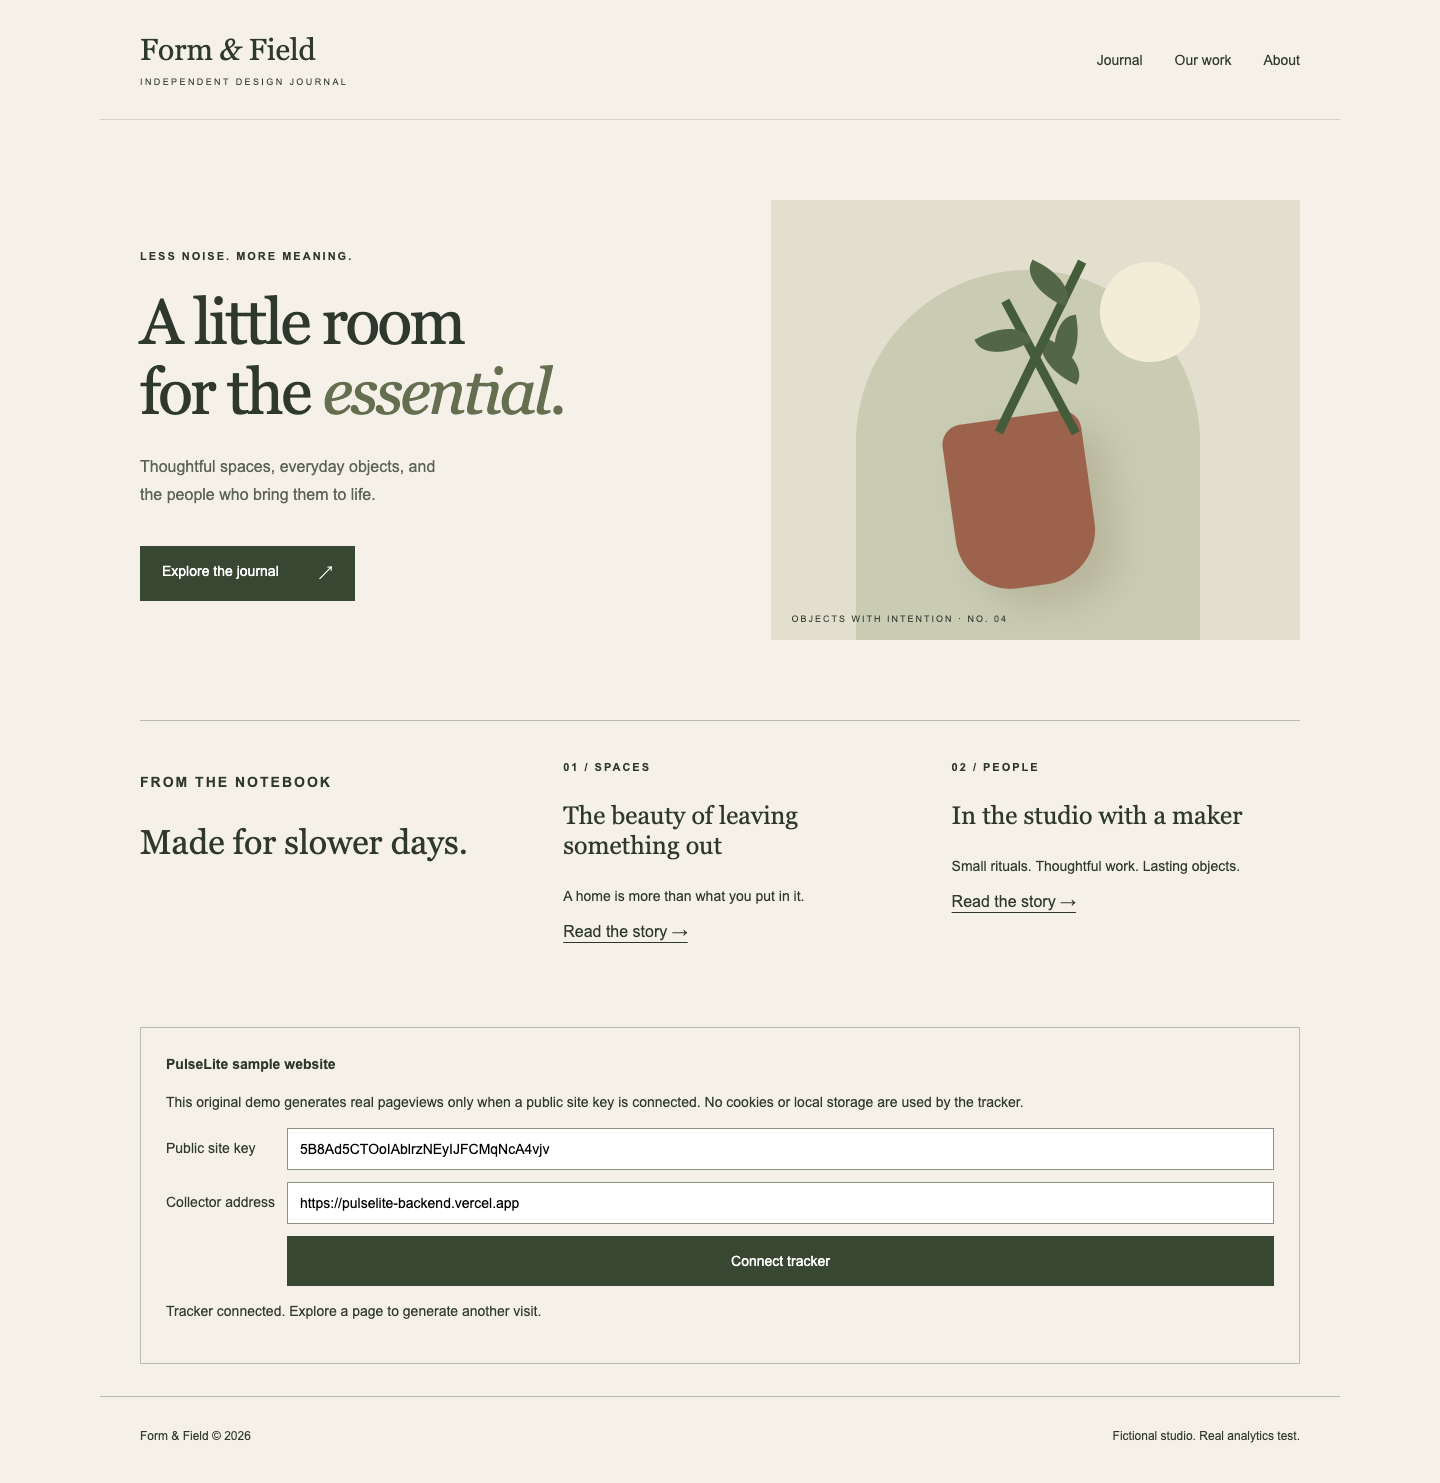 Form & Field
INDEPENDENT DESIGN JOURNAL
Journal
Our work
About
LESS NOISE. MORE MEANING.
A little room
for the essential.
Thoughtful spaces, everyday objects, and
the people who bring them to life.
Explore the journal ↗
OBJECTS WITH INTENTION · NO. 04
FROM THE NOTEBOOK
Made for slower days.
01 / SPACES
The beauty of leaving
something out
A home is more than what you put in it.
Read the story →
02 / PEOPLE
In the studio with a maker
Small rituals. Thoughtful work. Lasting objects.
Read the story →
PulseLite sample website
This original demo generates real pageviews only when a public site key is connected. No cookies or local storage are used by the tracker.
Public site key
Collector address
https://pulselite-backend.vercel.app
Connect tracker
Tracker connected. Explore a page to generate another visit.
Form & Field © 2026
Fictional studio. Real analytics test.